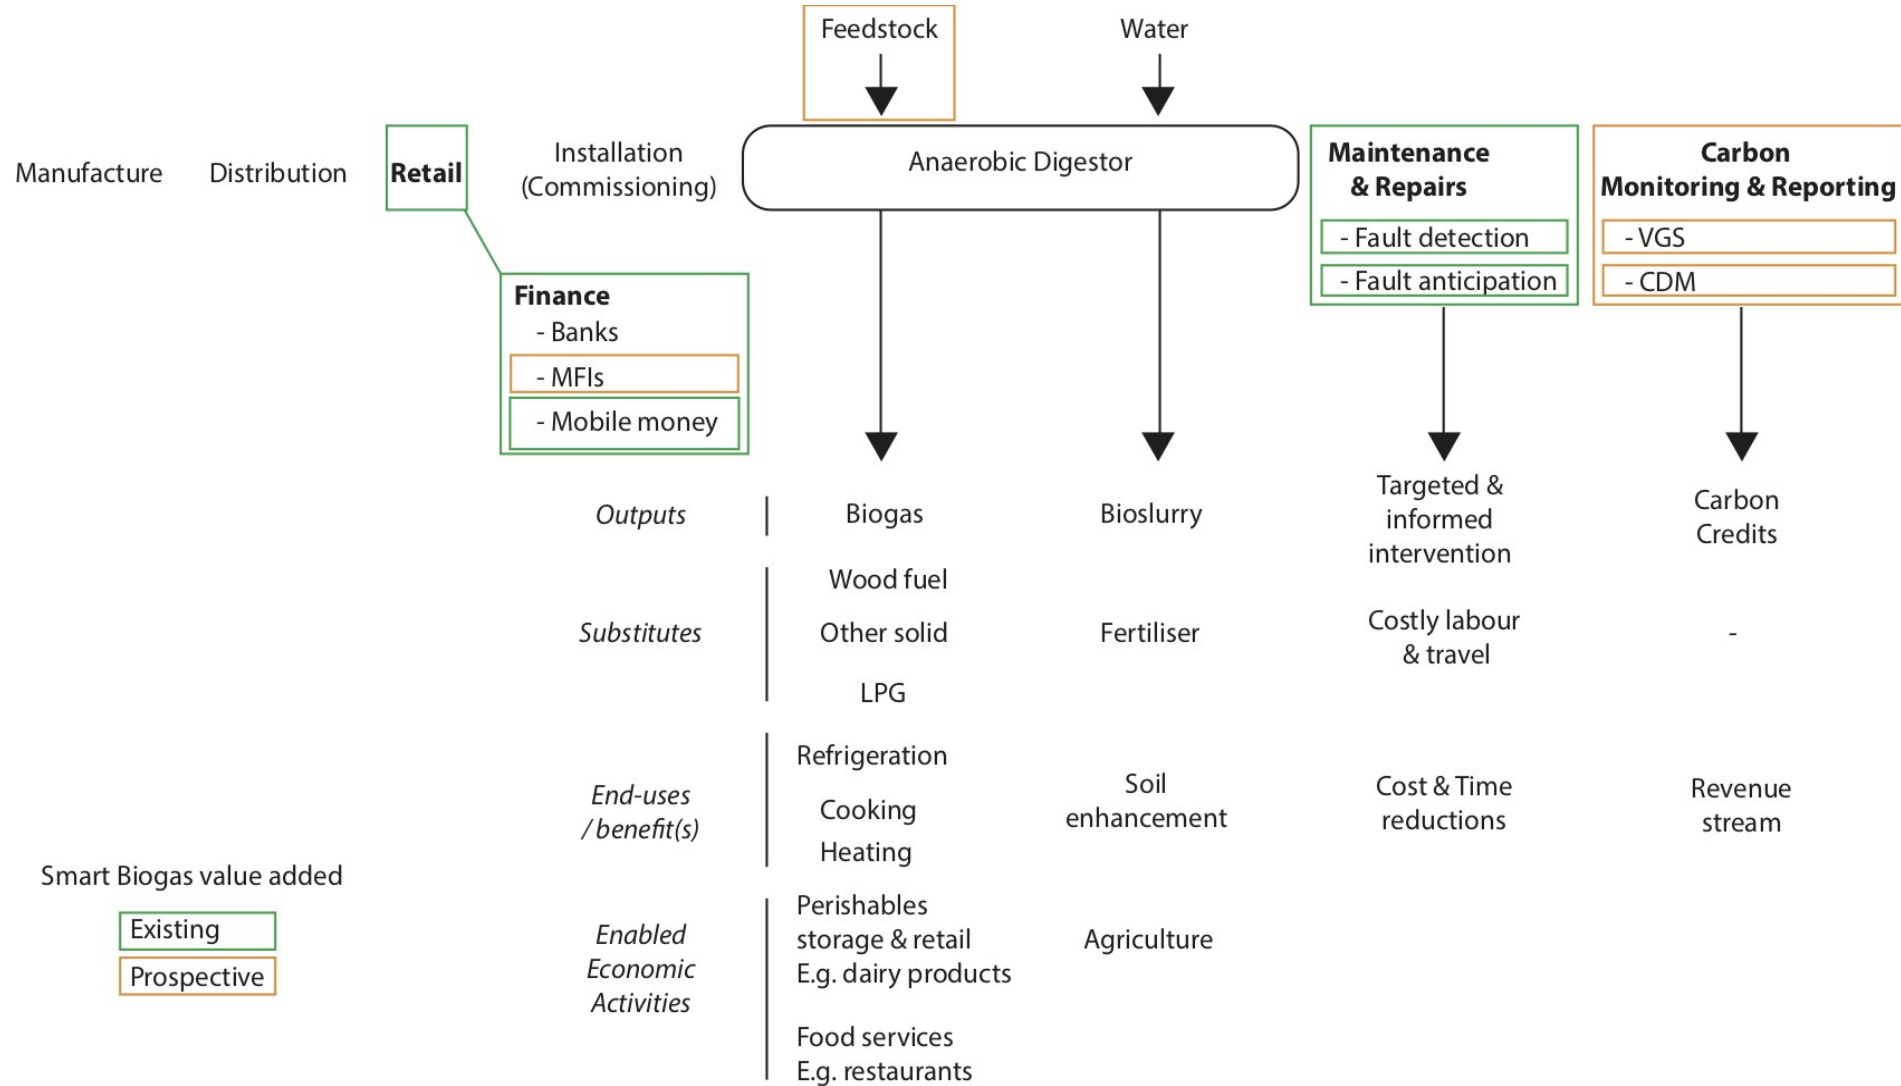 Feedstock
Water
Manufacture
Distribution
Retail
Installation
(Commissioning)
Anaerobic Digestor
Maintenance
& Repairs
- Fault detection
- Fault anticipation
Carbon
Monitoring & Reporting
- VGS
- CDM
Finance
- Banks
- MFIs
- Mobile money
Outputs
Biogas
Bioslurry
Targeted &
informed
intervention
Carbon
Credits
Substitutes
Wood fuel
Other solid
LPG
Fertiliser
Costly labour
& travel
-
End-uses
/ benefit(s)
Refrigeration
Cooking
Heating
Soil
enhancement
Cost & Time
reductions
Revenue
stream
Enabled
Economic
Activities
Perishables
storage & retail
E.g. dairy products
Food services
E.g. restaurants
Agriculture
Smart Biogas value added
Existing
Prospective